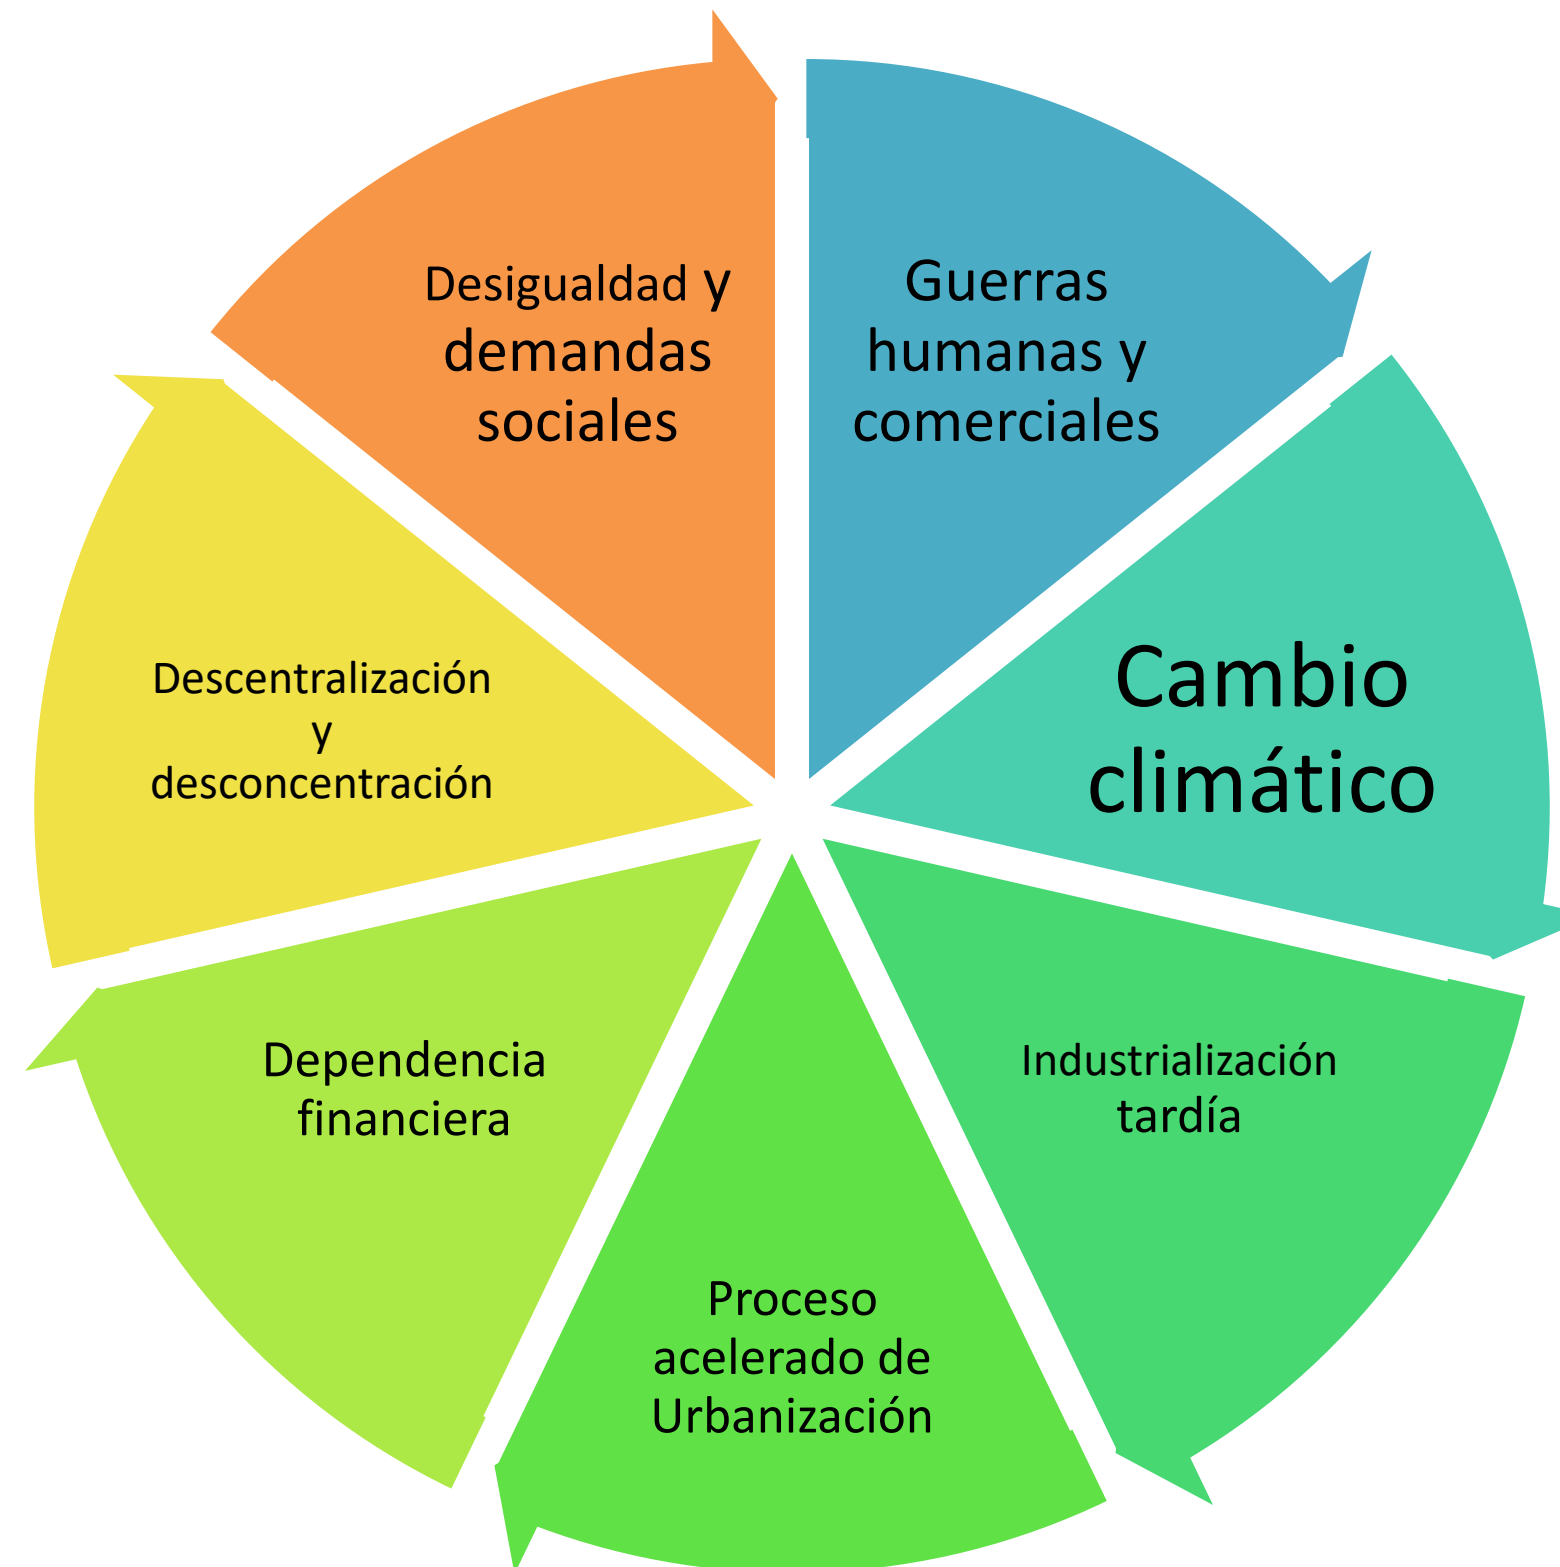 Guerras
humanas y
comerciales
Cambio
climático
Industrialización
tardía
Proceso
acelerado de
Urbanización
Dependencia
financiera
Descentralización
y
desconcentración
Desigualdad y
demandas
sociales